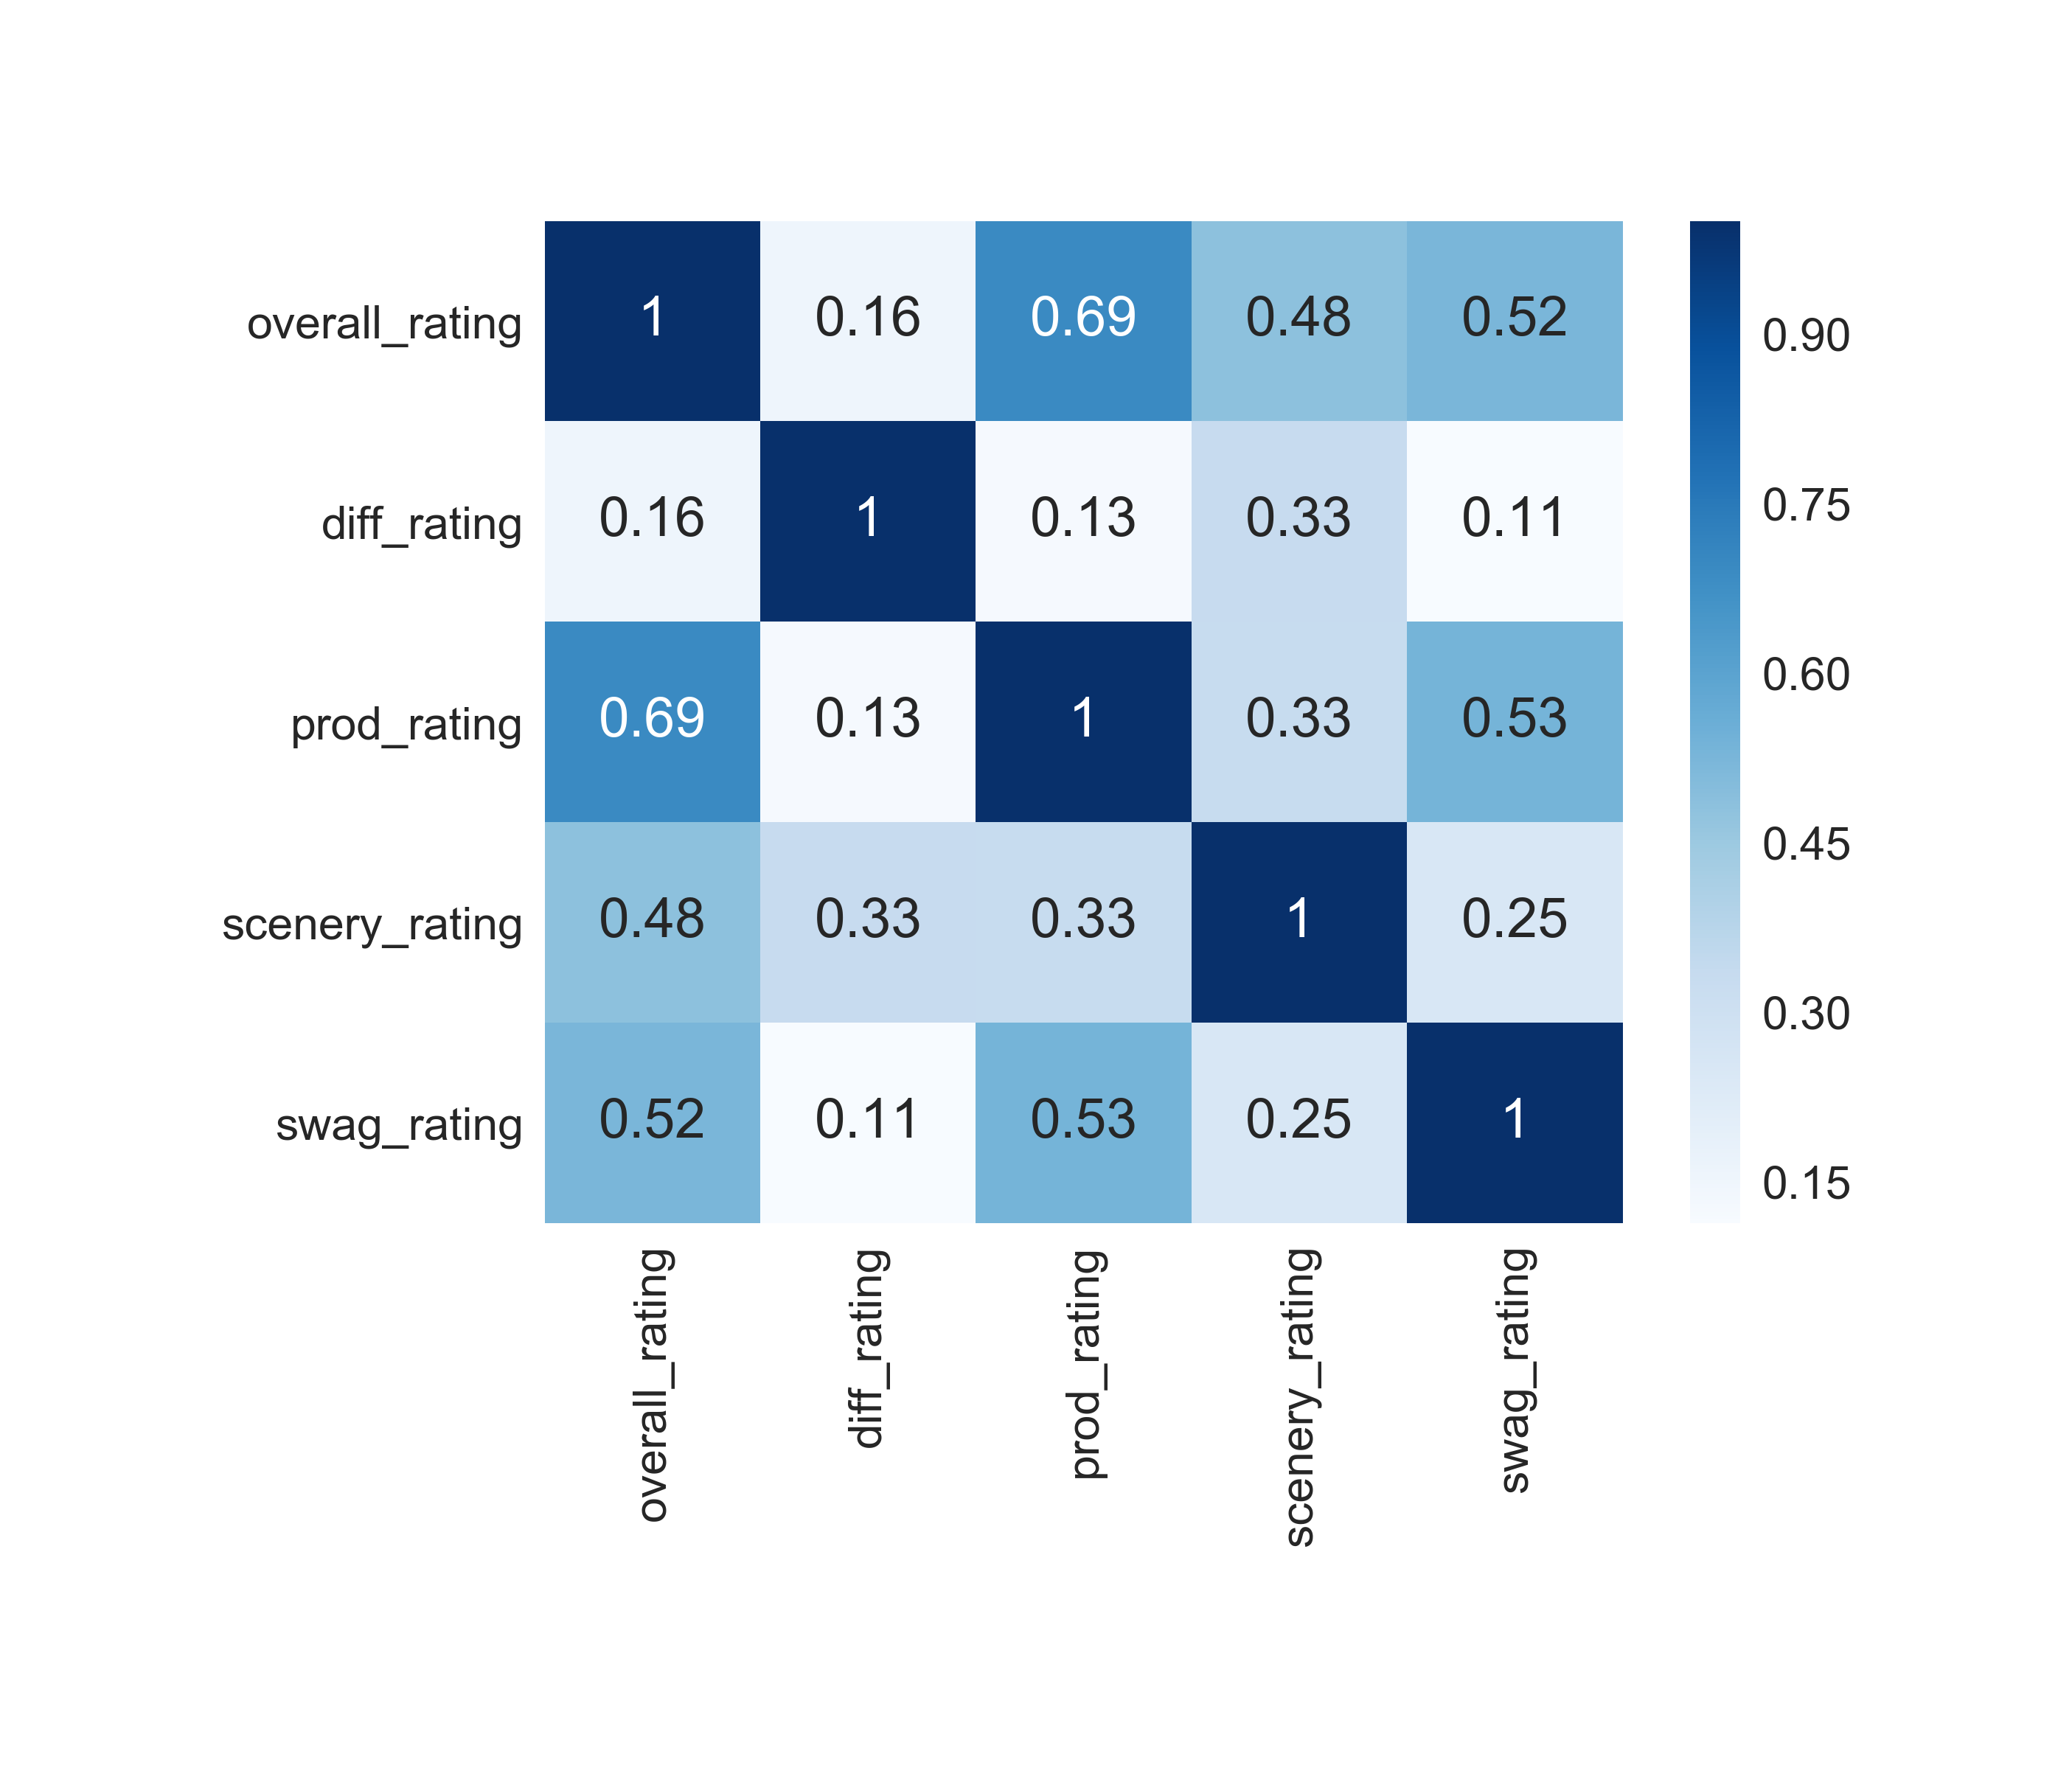 overall_rating 1 0.16 0.69 0.48 0.52
diff_rating 0.16 1 0.13 0.33 0.11
prod_rating 0.69 0.13 1 0.33 0.53
scenery_rating 0.48 0.33 0.33 1 0.25
swag_rating 0.52 0.11 0.53 0.25 1
overall_rating
diff_rating
prod_rating
scenery_rating
swag_rating
0.90
0.75
0.60
0.45
0.30
0.15